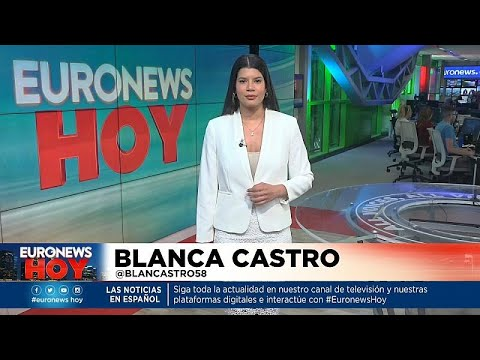 EURONEWS
HOY
euronews.
EURONEWS
HOY
#euronews hoy
BLANCA CASTRO
@BLANCASTRO58
LAS NOTICIAS
EN ESPAÑOL
Siga toda la actualidad en nuestro canal de televisión y nuestras
plataformas digitales e interactúe con #EuronewsHoy